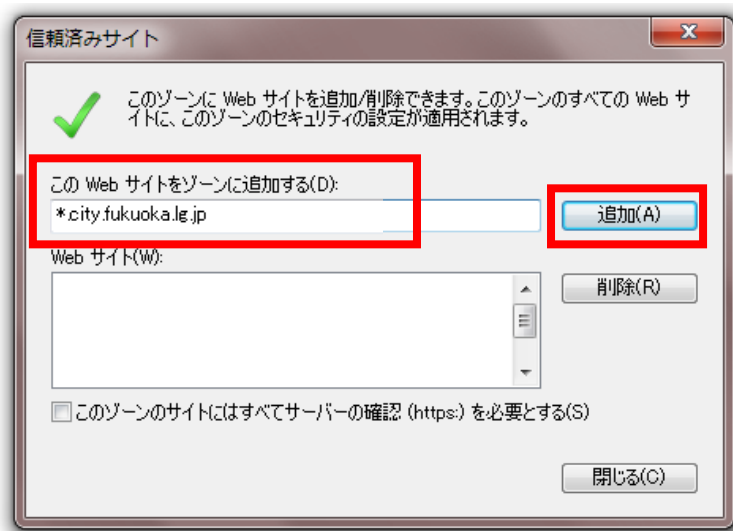 信頼済みサイト
このゾーンに Web サイトを追加/削除できます。このゾーンのすべての Web サ
イトに、このゾーンのセキュリティの設定が適用されます。
この Web サイトをゾーンに追加する(D):
*.city.fukuoka.lg.jp
追加(A)
Web サイト(W):
削除(R)
このゾーンのサイトにはすべてサーバーの確認 (https:) を必要とする(S)
閉じる(C)